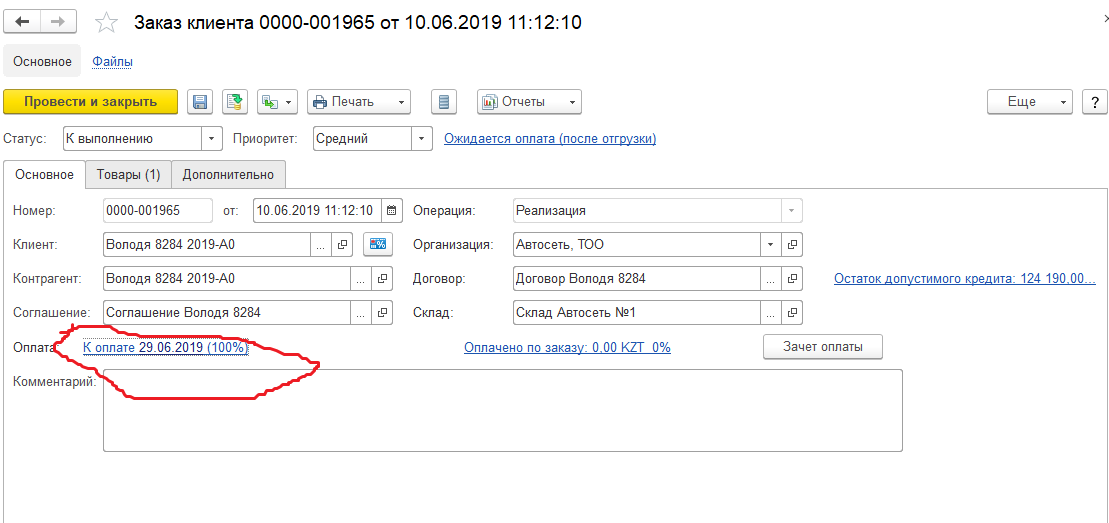 Заказ клиента 0000-001965 от 10.06.2019 11:12:10
Основное Файлы
Провести и закрыть Печать Отчеты Еще ?
Статус: К выполнению Приоритет: Средний Ожидается оплата (после отгрузки)
Основное Товары (1) Дополнительно
Номер: 0000-001965 от: 10.06.2019 11:12:10 Операция: Реализация
Клиент: Володя 8284 2019-А0 ... Организация: Автосеть, ТОО
Контрагент: Володя 8284 2019-А0 ... Договор: Договор Володя 8284 ... Остаток допустимого кредита: 124 190,00...
Соглашение: Соглашение Володя 8284 ... Склад: Склад Автосеть №1 ...
Оплата К оплате 29.06.2019 (100%) Оплачено по заказу: 0,00 KZT 0% Зачет оплаты
Комментарий: